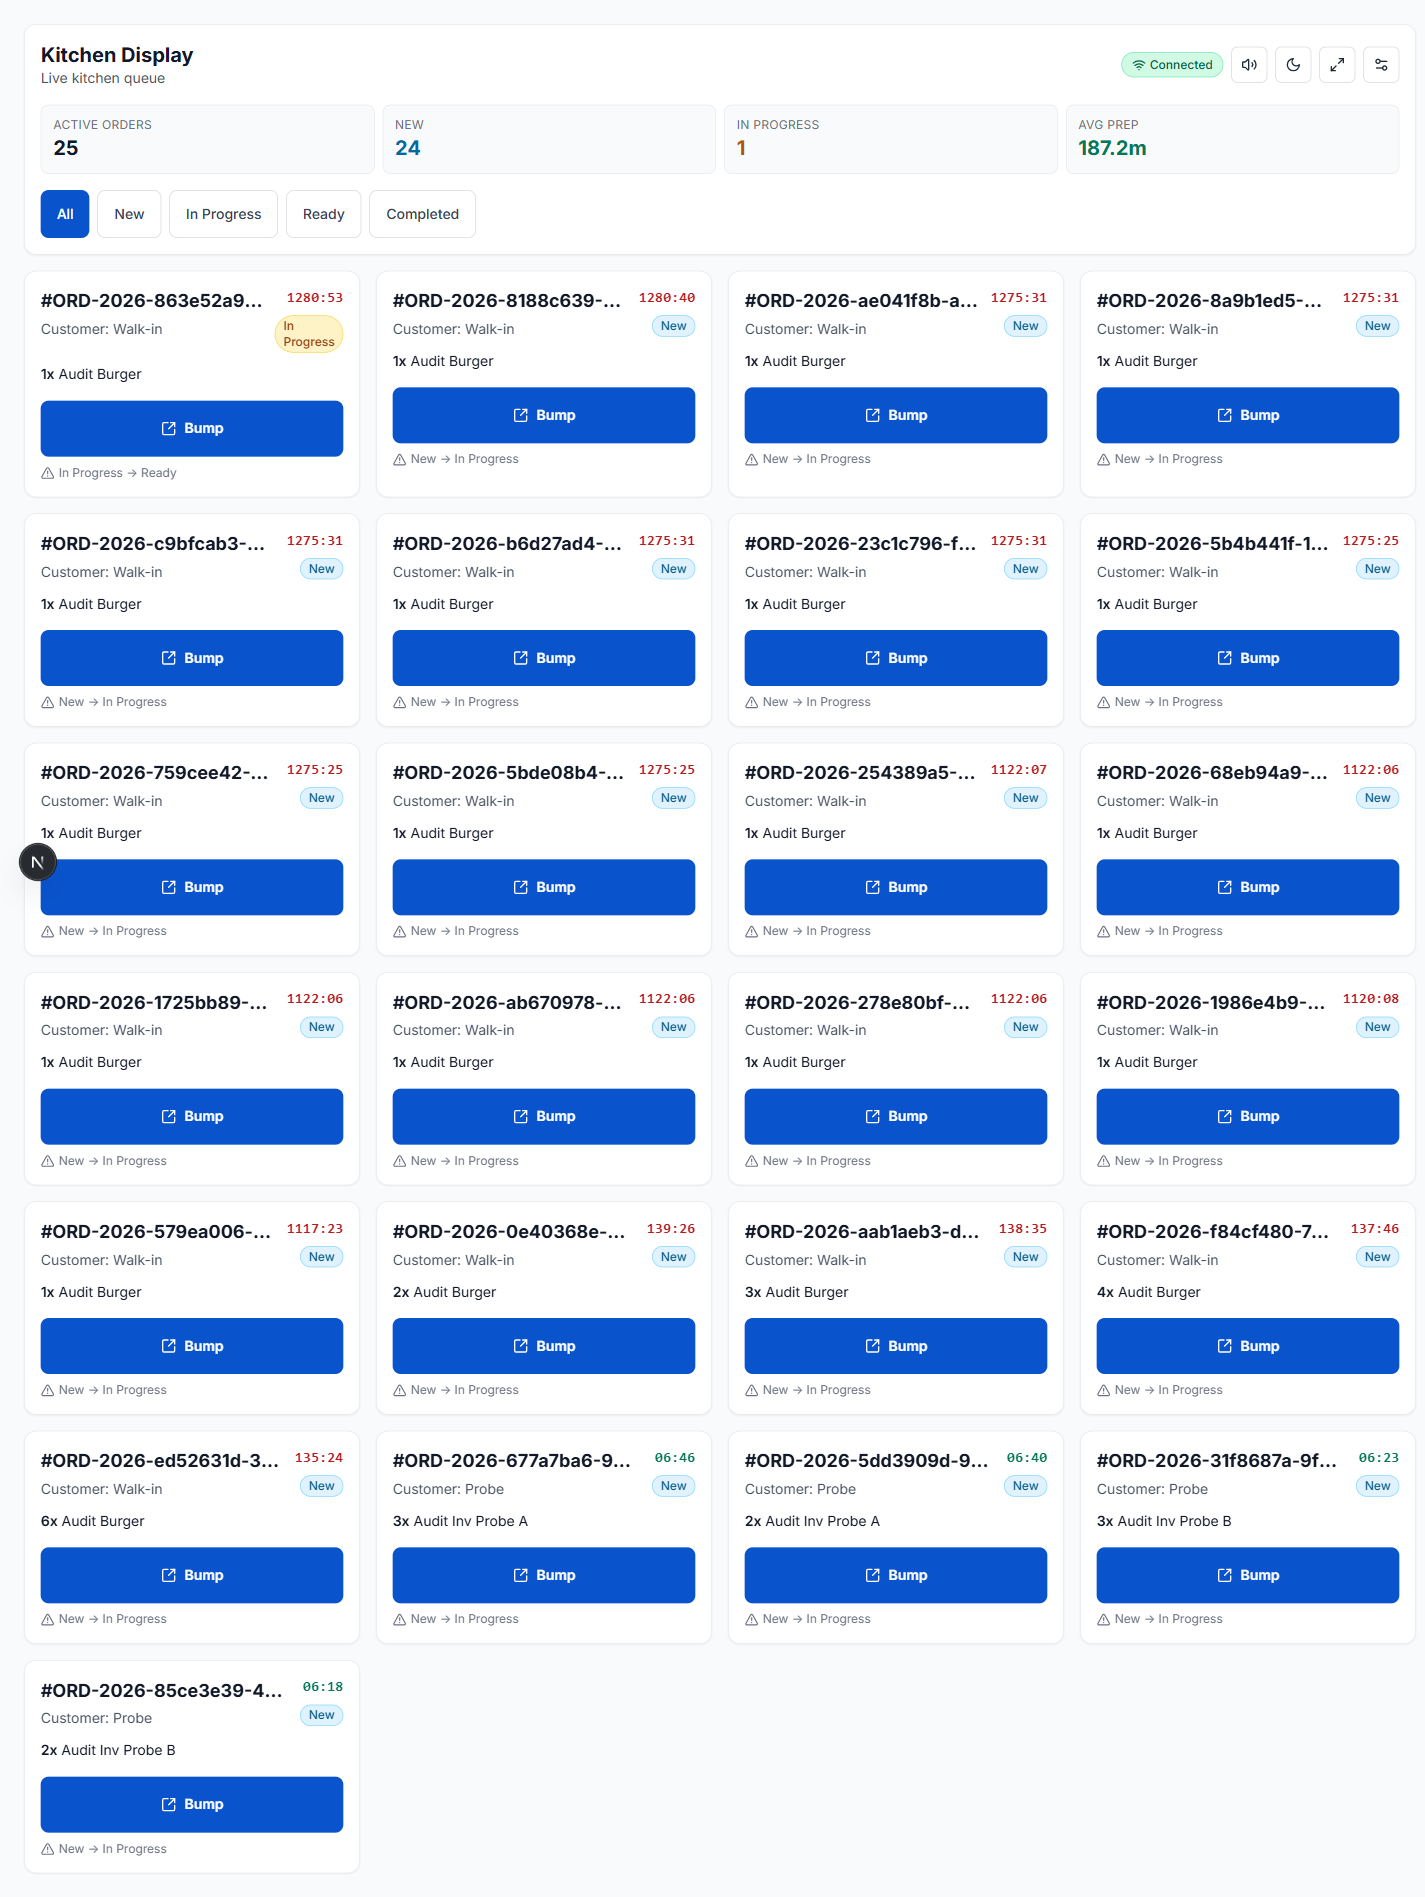 Kitchen Display
Live kitchen queue
Connected
ACTIVE ORDERS
25
NEW
24
IN PROGRESS
1
AVG PREP
187.2m
All
New
In Progress
Ready
Completed
#ORD-2026-863e52a9...
1280:53
Customer: Walk-in
In
Progress
1x Audit Burger
Bump
In Progress → Ready
#ORD-2026-8188c639-...
1280:40
Customer: Walk-in
New
1x Audit Burger
Bump
New → In Progress
#ORD-2026-ae041f8b-a...
1275:31
Customer: Walk-in
New
1x Audit Burger
Bump
New → In Progress
#ORD-2026-8a9b1ed5-...
1275:31
Customer: Walk-in
New
1x Audit Burger
Bump
New → In Progress
#ORD-2026-c9bfcab3-...
1275:31
Customer: Walk-in
New
1x Audit Burger
Bump
New → In Progress
#ORD-2026-b6d27ad4-...
1275:31
Customer: Walk-in
New
1x Audit Burger
Bump
New → In Progress
#ORD-2026-23c1c796-f...
1275:31
Customer: Walk-in
New
1x Audit Burger
Bump
New → In Progress
#ORD-2026-5b4b441f-1...
1275:25
Customer: Walk-in
New
1x Audit Burger
Bump
New → In Progress
#ORD-2026-759cee42-...
1275:25
Customer: Walk-in
New
1x Audit Burger
N
Bump
New → In Progress
#ORD-2026-5bde08b4-...
1275:25
Customer: Walk-in
New
1x Audit Burger
Bump
New → In Progress
#ORD-2026-254389a5-...
1122:07
Customer: Walk-in
New
1x Audit Burger
Bump
New → In Progress
#ORD-2026-68eb94a9-...
1122:06
Customer: Walk-in
New
1x Audit Burger
Bump
New → In Progress
#ORD-2026-1725bb89-...
1122:06
Customer: Walk-in
New
1x Audit Burger
Bump
New → In Progress
#ORD-2026-ab670978-...
1122:06
Customer: Walk-in
New
1x Audit Burger
Bump
New → In Progress
#ORD-2026-278e80bf-...
1122:06
Customer: Walk-in
New
1x Audit Burger
Bump
New → In Progress
#ORD-2026-1986e4b9-...
1120:08
Customer: Walk-in
New
1x Audit Burger
Bump
New → In Progress
#ORD-2026-579ea006-...
1117:23
Customer: Walk-in
New
1x Audit Burger
Bump
New → In Progress
#ORD-2026-0e40368e-...
139:26
Customer: Walk-in
New
2x Audit Burger
Bump
New → In Progress
#ORD-2026-aab1aeb3-d...
138:35
Customer: Walk-in
New
3x Audit Burger
Bump
New → In Progress
#ORD-2026-f84cf480-7...
137:46
Customer: Walk-in
New
4x Audit Burger
Bump
New → In Progress
#ORD-2026-ed52631d-3...
135:24
Customer: Walk-in
New
6x Audit Burger
Bump
New → In Progress
#ORD-2026-677a7ba6-9...
06:46
Customer: Probe
New
3x Audit Inv Probe A
Bump
New → In Progress
#ORD-2026-5dd3909d-9...
06:40
Customer: Probe
New
2x Audit Inv Probe A
Bump
New → In Progress
#ORD-2026-31f8687a-9f...
06:23
Customer: Probe
New
3x Audit Inv Probe B
Bump
New → In Progress
#ORD-2026-85ce3e39-4...
06:18
Customer: Probe
New
2x Audit Inv Probe B
Bump
New → In Progress